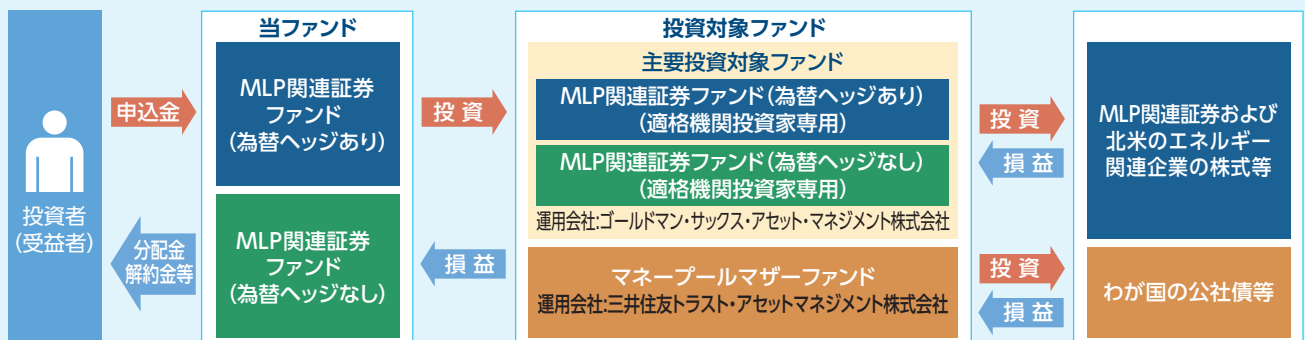 投資者
(受益者)
申込金
分配金
解約金等
当ファンド
MLP関連証券
ファンド
(為替ヘッジあり)
MLP関連証券
ファンド
(為替ヘッジなし)
投 資
損 益
投資対象ファンド
主要投資対象ファンド
MLP関連証券ファンド(為替ヘッジあり)
(適格機関投資家専用)
MLP関連証券ファンド(為替ヘッジなし)
(適格機関投資家専用)
運用会社:ゴールドマン・サックス・アセット・マネジメント株式会社
マネープールマザーファンド
運用会社:三井住友トラスト・アセットマネジメント株式会社
投 資
損 益
投 資
損 益
MLP関連証券および
北米のエネルギー
関連企業の株式等
わが国の公社債等